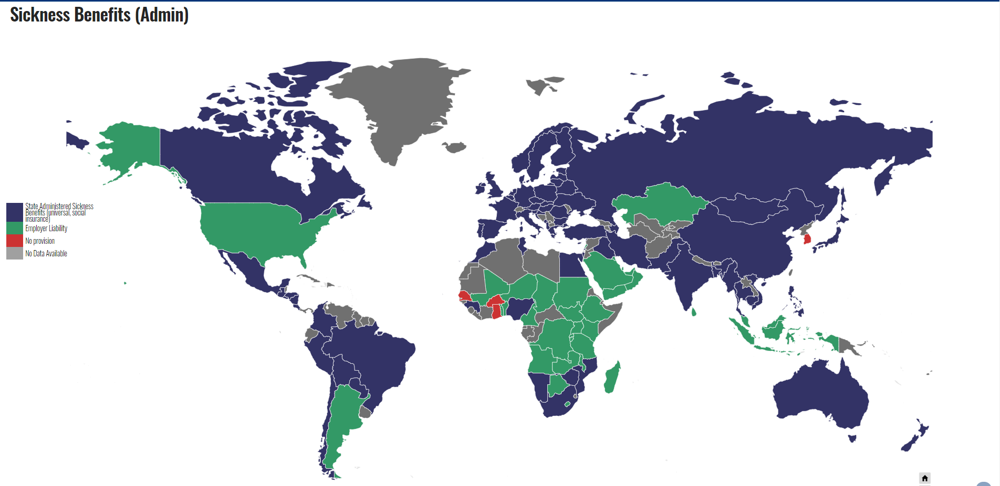 Sickness Benefits (Admin)
State Administered Sickness
Benefits (universal, social
insurance)
Employer Liability
No provision
No Data Available